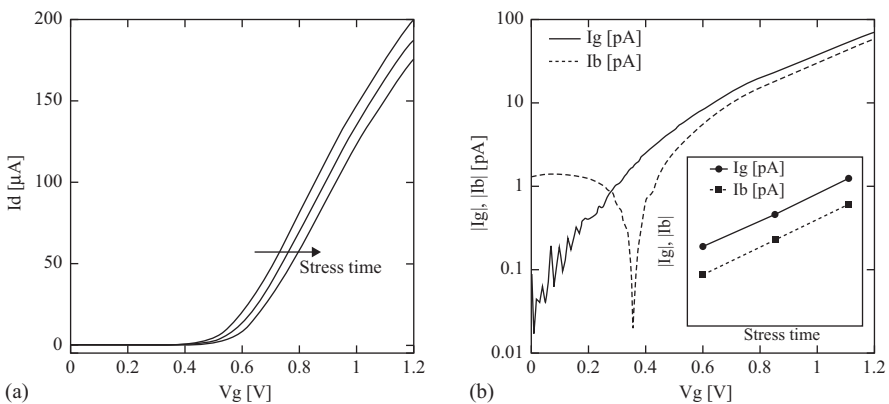 200
150
100
50
0
Id [µA]
Stress time
0 0.2 0.4 0.6 0.8 1 1.2
Vg [V]
(a)
100
10
1
0.1
0.01
|Ig|, |Ib| [pA]
Ig [pA]
Ib [pA]
Ig [pA]
Ib [pA]
|Ig|, |Ib|
Stress time
0 0.2 0.4 0.6 0.8 1 1.2
Vg [V]
(b)